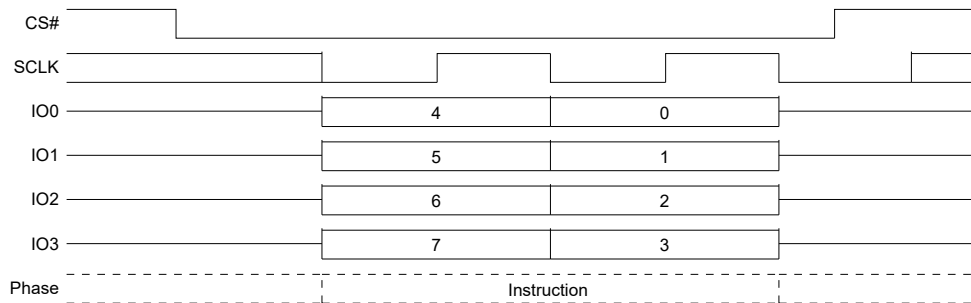 CS#
SCLK
IO0 4 0
IO1 5 1
IO2 6 2
IO3 7 3
Phase Instruction